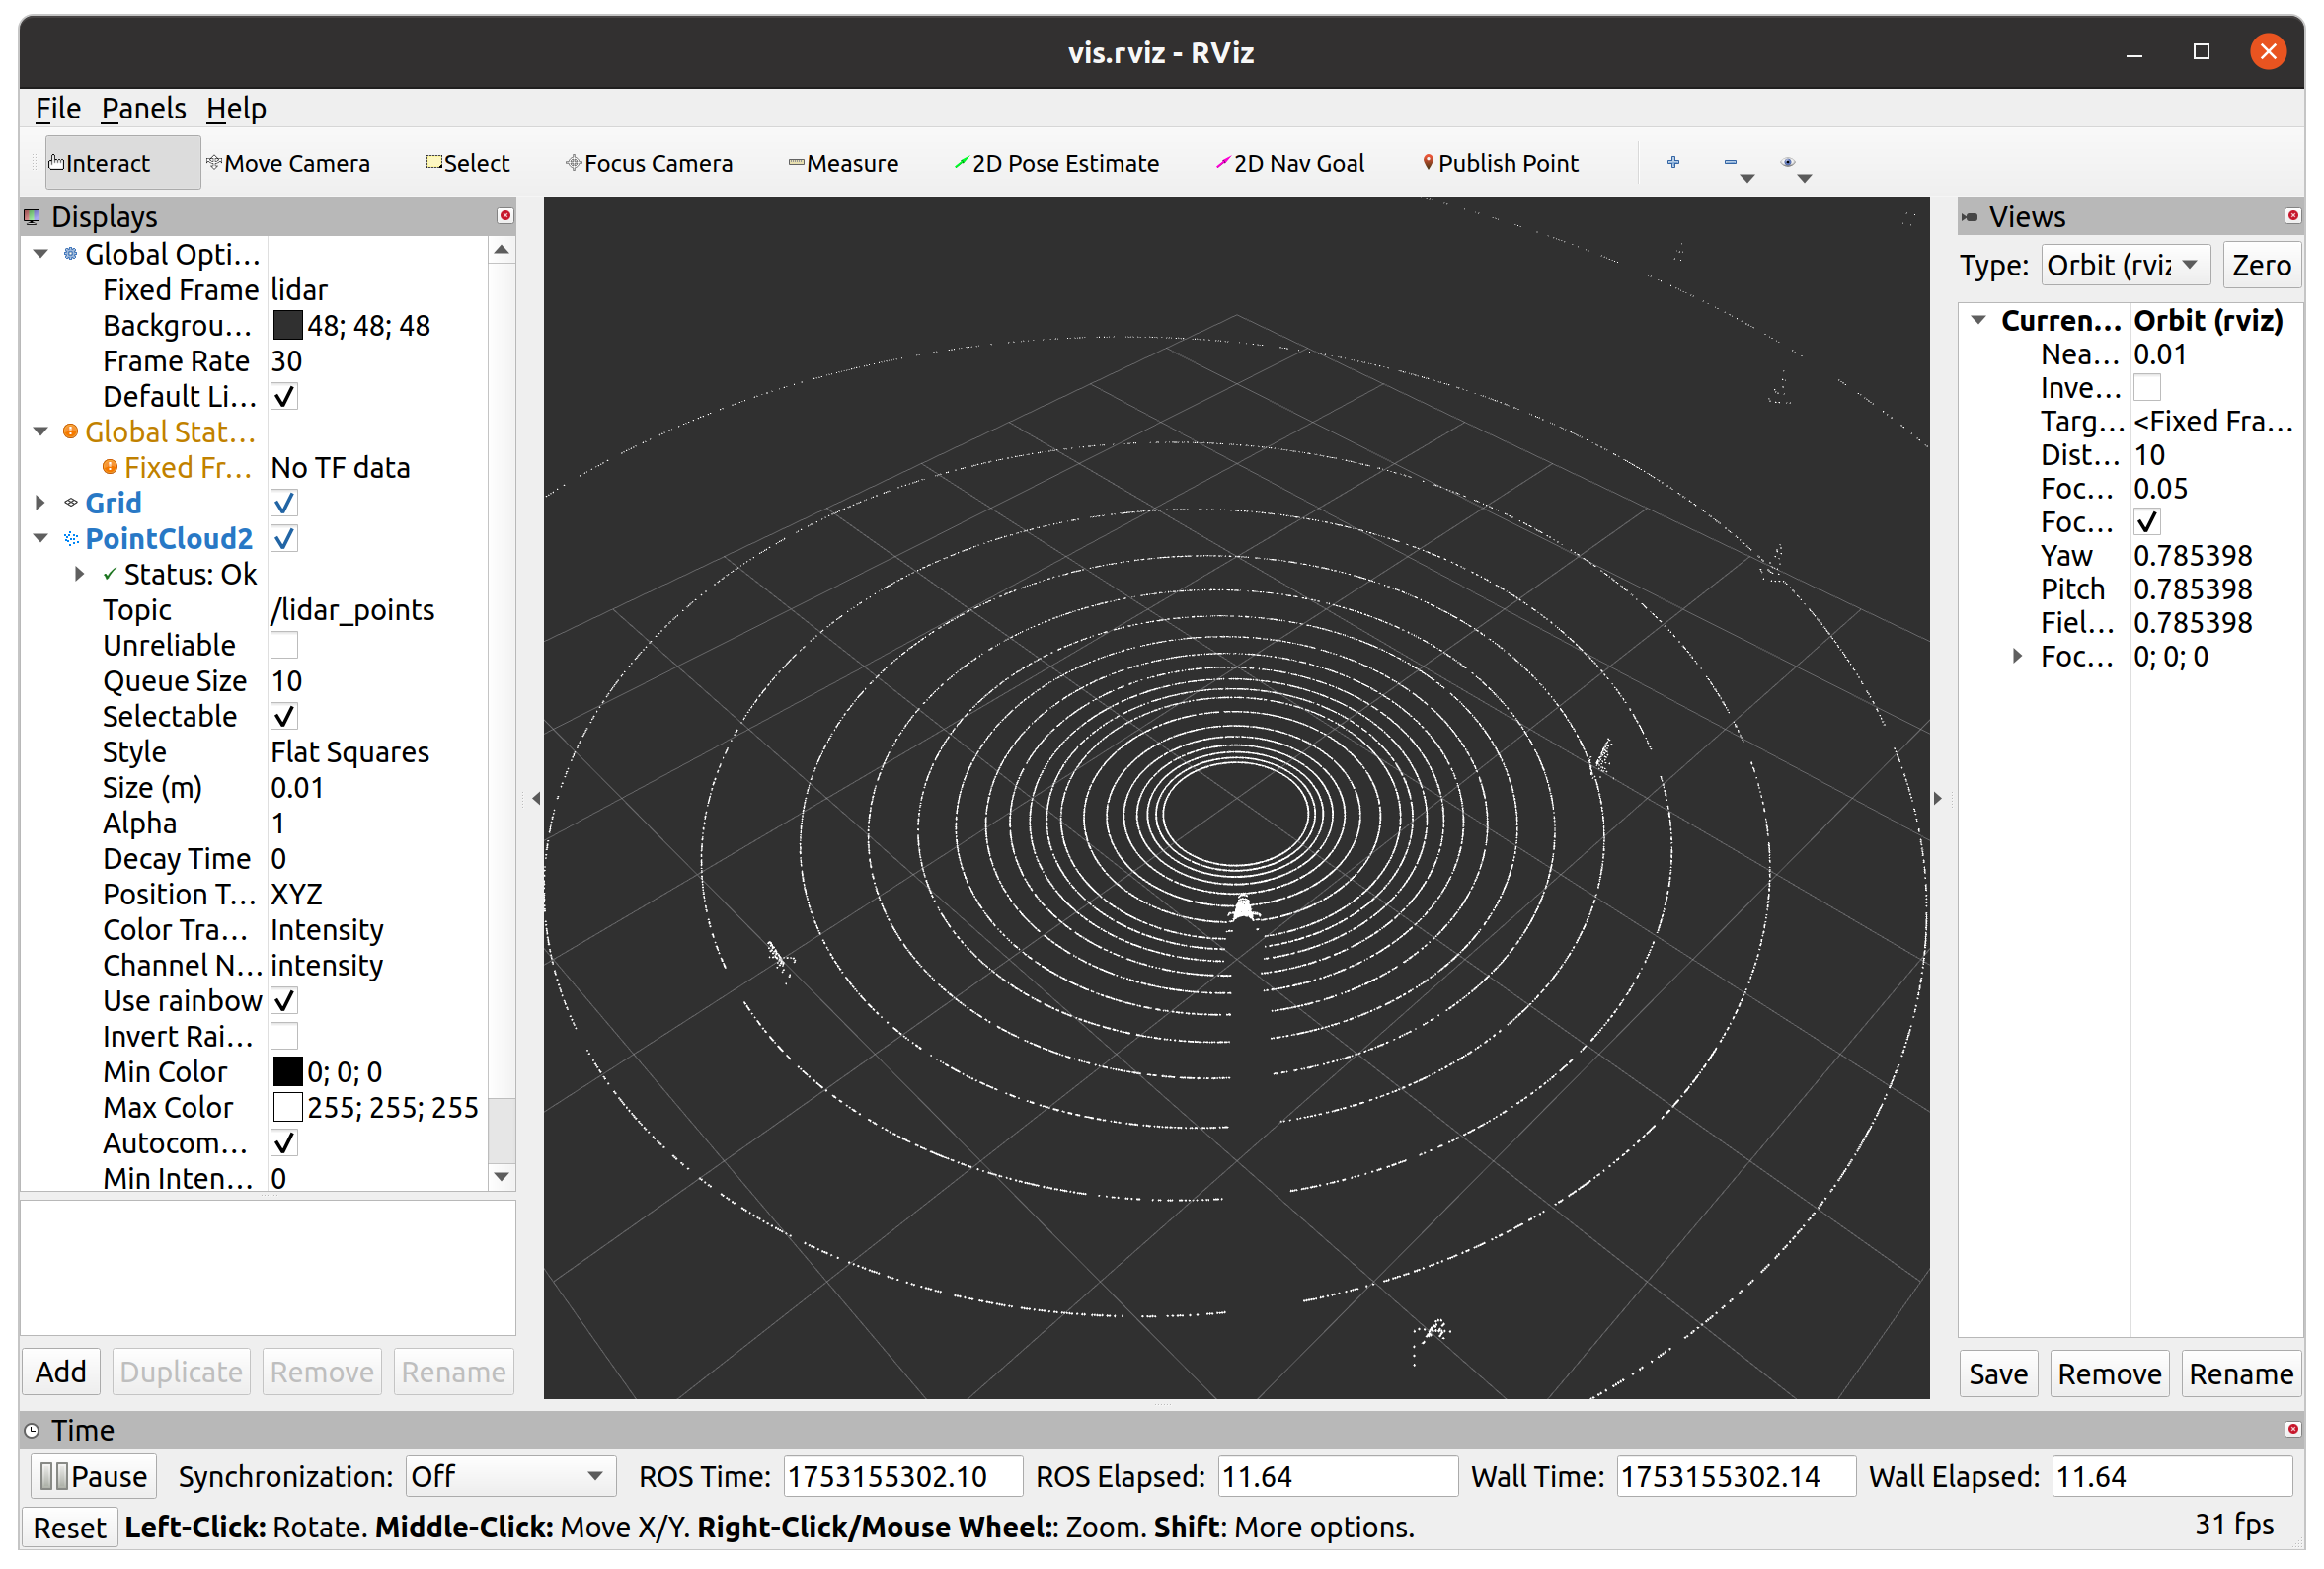 vis.rviz - RViz
File Panels Help
Interact Move Camera Select Focus Camera Measure 2D Pose Estimate 2D Nav Goal Publish Point
Displays
Global Opti...
Fixed Frame lidar
Backgrou... 48; 48; 48
Frame Rate 30
Default Li...
Global Stat...
Fixed Fr... No TF data
Grid
PointCloud2
Status: Ok
Topic /lidar_points
Unreliable
Queue Size 10
Selectable
Style Flat Squares
Size (m) 0.01
Alpha 1
Decay Time 0
Position T... XYZ
Color Tra... Intensity
Channel N... intensity
Use rainbow
Invert Rai...
Min Color 0; 0; 0
Max Color 255; 255; 255
Autocom...
Min Inten... 0
Add Duplicate Remove Rename
Views
Type: Orbit (rviz Zero
Curren... Orbit (rviz)
Nea... 0.01
Inve...
Targ... <Fixed Fra...
Dist... 10
Foc... 0.05
Foc...
Yaw 0.785398
Pitch 0.785398
Fiel... 0.785398
Foc... 0; 0; 0
Save Remove Rename
Time
Pause Synchronization: Off ROS Time: 1753155302.10 ROS Elapsed: 11.64 Wall Time: 1753155302.14 Wall Elapsed: 11.64
Reset Left-Click: Rotate. Middle-Click: Move X/Y. Right-Click/Mouse Wheel:: Zoom. Shift: More options. 31 fps